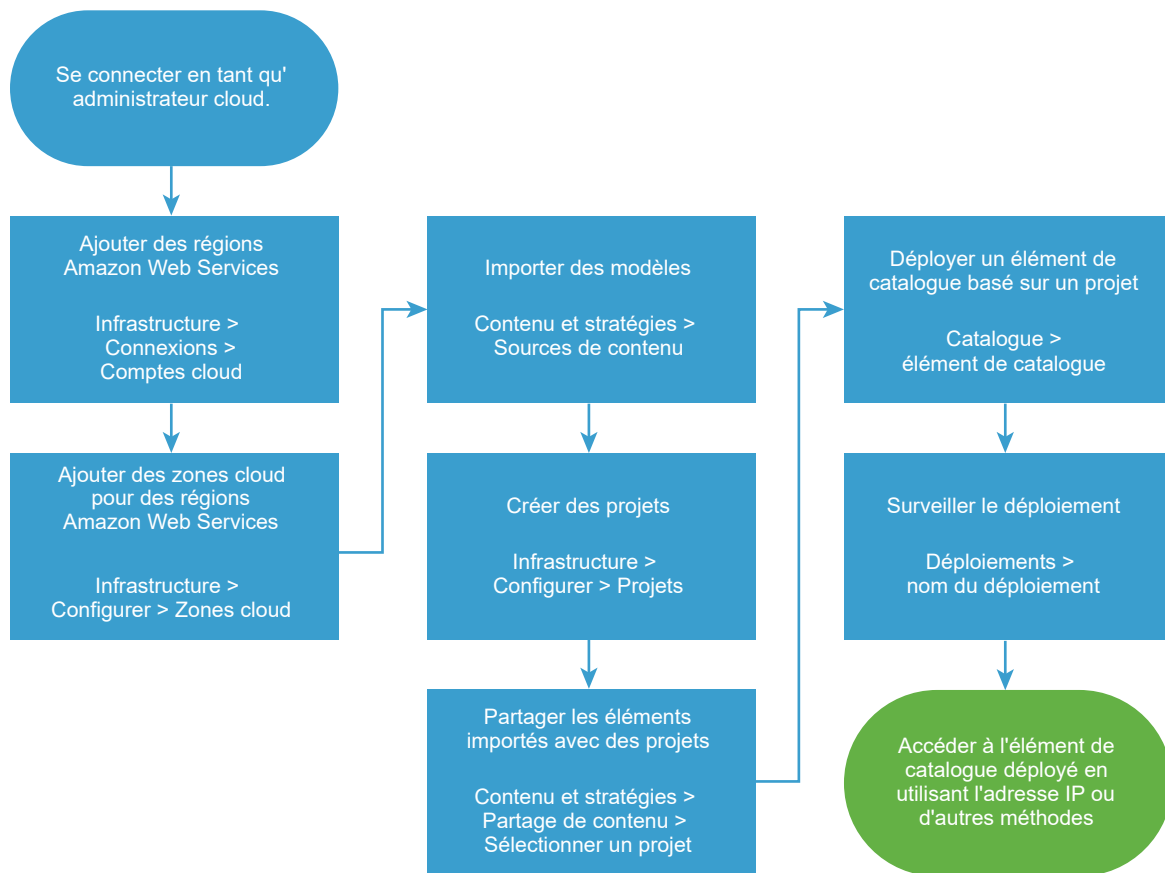 Se connecter en tant qu'
administrateur cloud.
Ajouter des régions
Amazon Web Services
Infrastructure >
Connexions >
Comptes cloud
Ajouter des zones cloud
pour des régions
Amazon Web Services
Infrastructure >
Configurer > Zones cloud
Importer des modèles
Contenu et stratégies >
Sources de contenu
Créer des projets
Infrastructure >
Configurer > Projets
Partager les éléments
importés avec des projets
Contenu et stratégies >
Partage de contenu >
Sélectionner un projet
Déployer un élément de
catalogue basé sur un projet
Catalogue >
élément de catalogue
Surveiller le déploiement
Déploiements >
nom du déploiement
Accéder à l'élément de
catalogue déployé en
utilisant l'adresse IP ou
d'autres méthodes